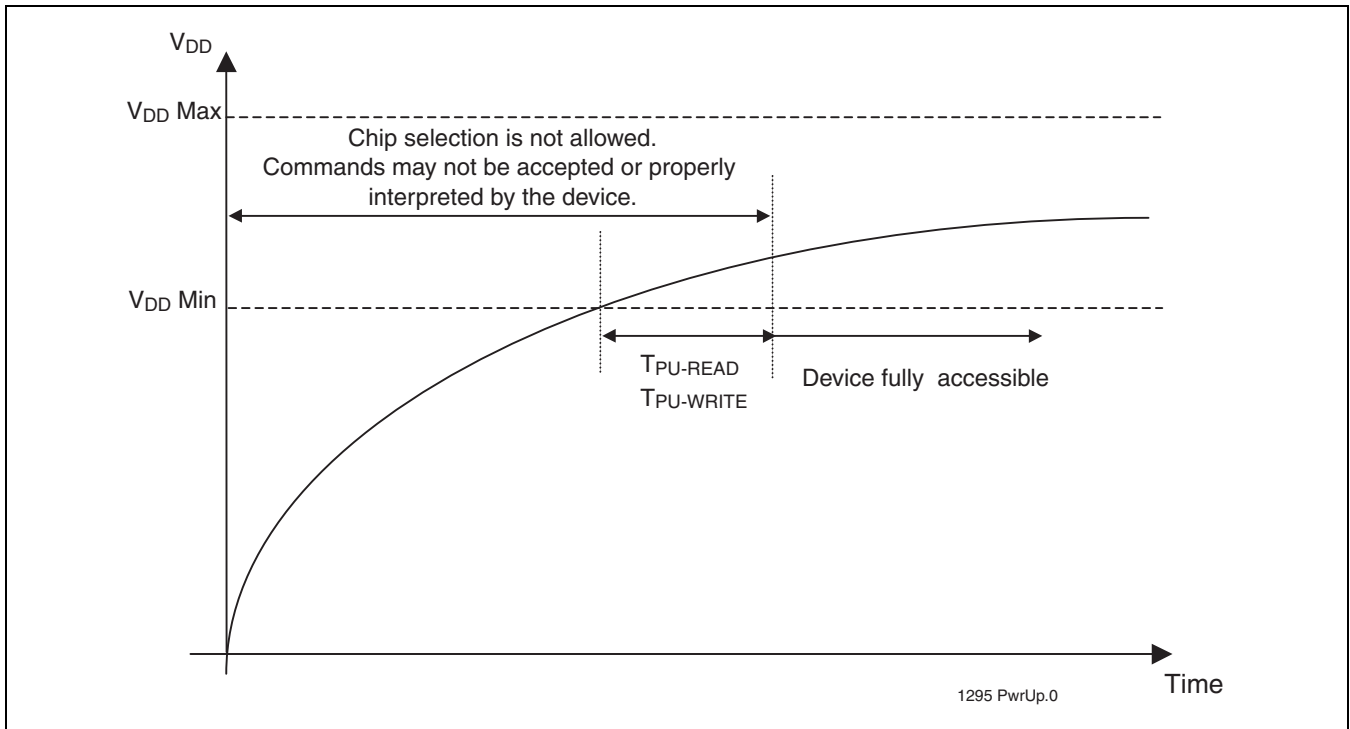 VDD
VDD Max
Chip selection is not allowed.
Commands may not be accepted or properly
interpreted by the device.
VDD Min
TPU-READ
TPU-WRITE
Device fully accessible
Time
1295 PwrUp.0